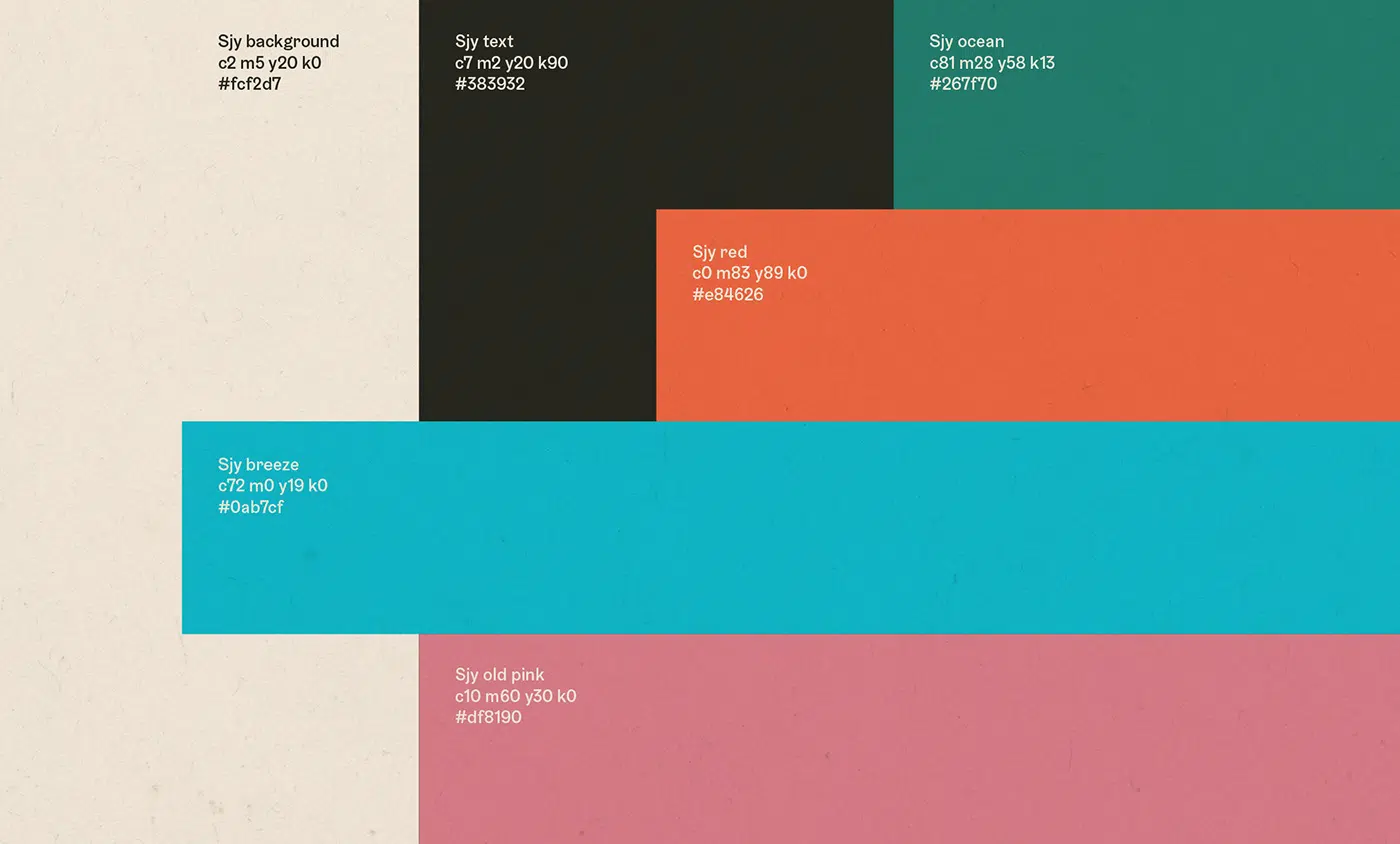 Sjy background
c2 m5 y20 k0
#fcf2d7
Sjy text
c7 m2 y20 k90
#383932
Sjy ocean
c81 m28 y58 k13
#267f70
Sjy red
c0 m83 y89 k0
#e84626
Sjy breeze
c72 m0 y19 k0
#0ab7cf
Sjy old pink
c10 m60 y30 k0
#df8190